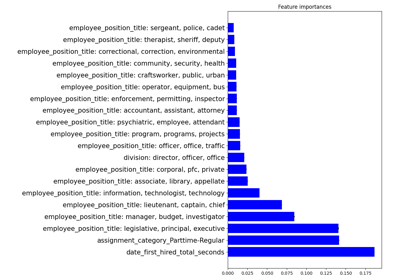 Feature importances
employee_position_title: sergeant, police, cadet
employee_position_title: therapist, sheriff, deputy
employee_position_title: correctional, correction, environmental
employee_position_title: community, security, health
employee_position_title: craftsworker, public, urban
employee_position_title: operator, equipment, bus
employee_position_title: enforcement, permitting, inspector
employee_position_title: accountant, assistant, attorney
employee_position_title: psychiatric, employee, attendant
employee_position_title: program, programs, projects
employee_position_title: officer, office, traffic
division: director, officer, office
employee_position_title: corporal, pfc, private
employee_position_title: associate, library, appellate
employee_position_title: information, technologist, technology
employee_position_title: lieutenant, captain, chief
employee_position_title: manager, budget, investigator
employee_position_title: legislative, principal, executive
assignment_category_Parttime-Regular
date_first_hired_total_seconds
0.000 0.025 0.050 0.075 0.100 0.125 0.150 0.175